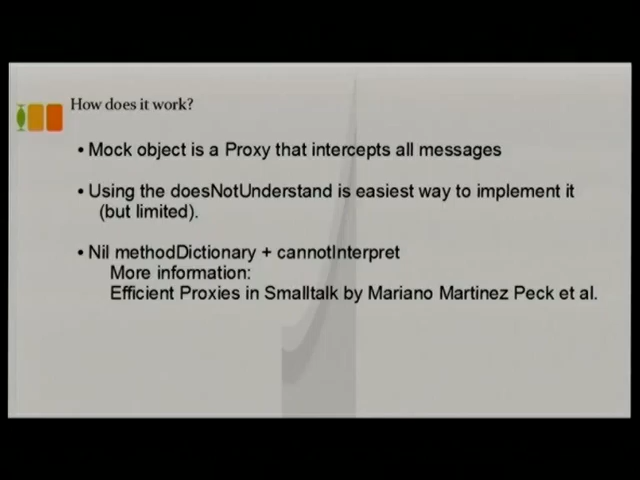 How does it work?
• Mock object is a Proxy that intercepts all messages
• Using the doesNotUnderstand is easiest way to implement it
(but limited).
• Nil methodDictionary + cannotInterpret
More information:
Efficient Proxies in Smalltalk by Mariano Martinez Peck et al.